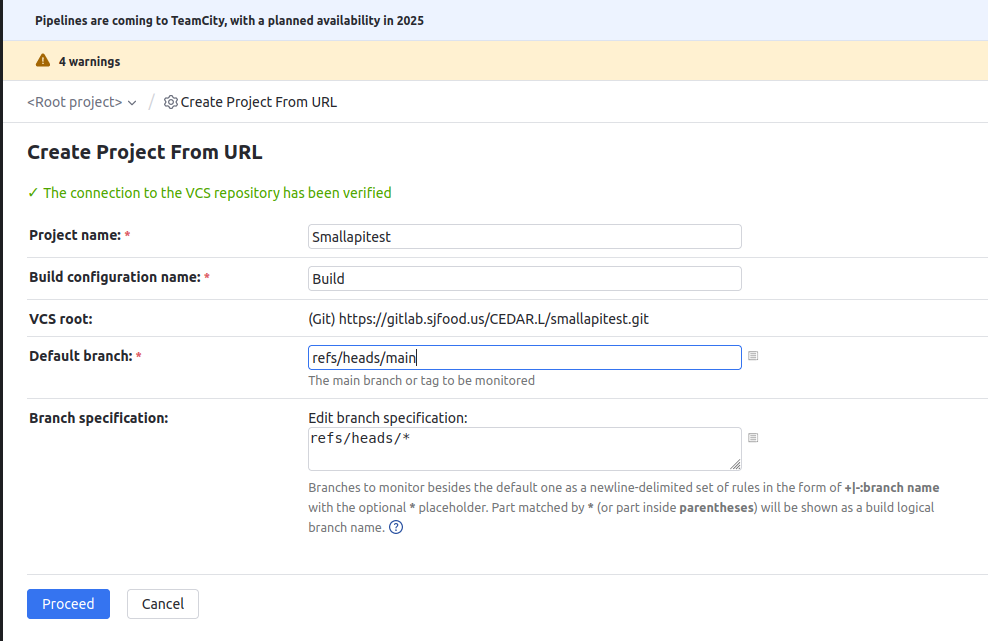 Pipelines are coming to TeamCity, with a planned availability in 2025
4 warnings
<Root project> / Create Project From URL
Create Project From URL
✓ The connection to the VCS repository has been verified
Project name: * Smallapitest
Build configuration name: * Build
VCS root: (Git) https://gitlab.sjfood.us/CEDAR.L/smallapitest.git
Default branch: * refs/heads/main
The main branch or tag to be monitored
Branch specification: Edit branch specification:
refs/heads/*
Branches to monitor besides the default one as a newline-delimited set of rules in the form of +|-:branch name
with the optional * placeholder. Part matched by * (or part inside parentheses) will be shown as a build logical
branch name. ?
Proceed Cancel